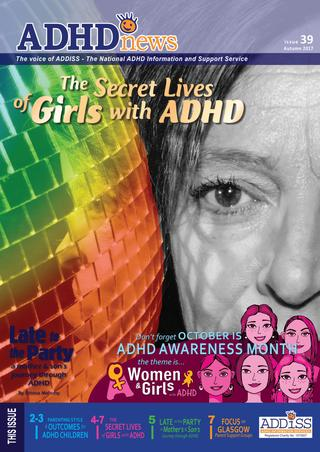 ADHDnews
ISSUE 39
Autumn 2017
The voice of ADDISS - The National ADHD Information and Support Service
The Secret Lives
of Girls with ADHD
Late to
the Party
a mother & son's
journey through
ADHD
By Emma Mahony
Don't forget OCTOBER IS
ADHD AWARENESS MONTH
the theme is...
Women
& Girls
with ADHD
THIS ISSUE
2-3 PARENTING STYLE
& OUTCOMES for
ADHD CHILDREN
4-7 THE
SECRET LIVES
of GIRLS with ADHD
5 LATE to the PARTY
a Mother & Son's
Journey through ADHD
7 FOCUS on
GLASGOW
Parent Support Groups
ADDISS
ADHD INFORMATION SERVICES
Registered Charity No: 1070827